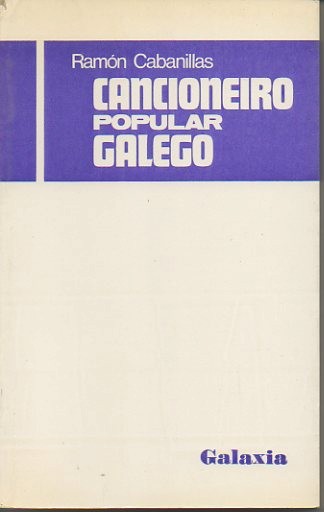 Ramón Cabanillas
CANCIONEIRO
POPULAR
GALEGO
Galaxia